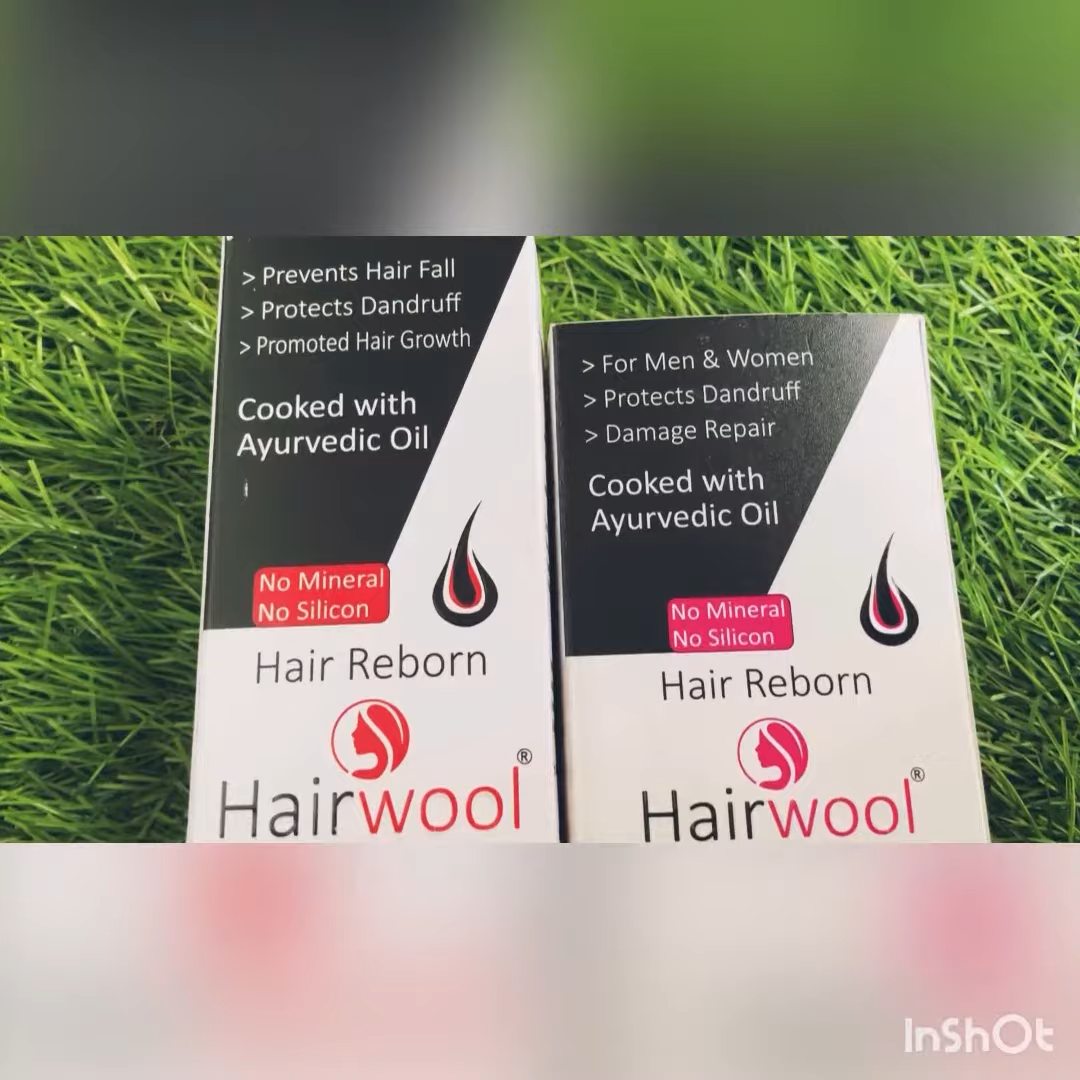 > Prevents Hair Fall
> Protects Dandruff
> Promoted Hair Growth
Cooked with
Ayurvedic Oil
No Mineral
No Silicon
Hair Reborn
Hairwool®
> For Men & Women
> Protects Dandruff
> Damage Repair
Cooked with
Ayurvedic Oil
No Mineral
No Silicon
Hair Reborn
Hairwool®
InShOt